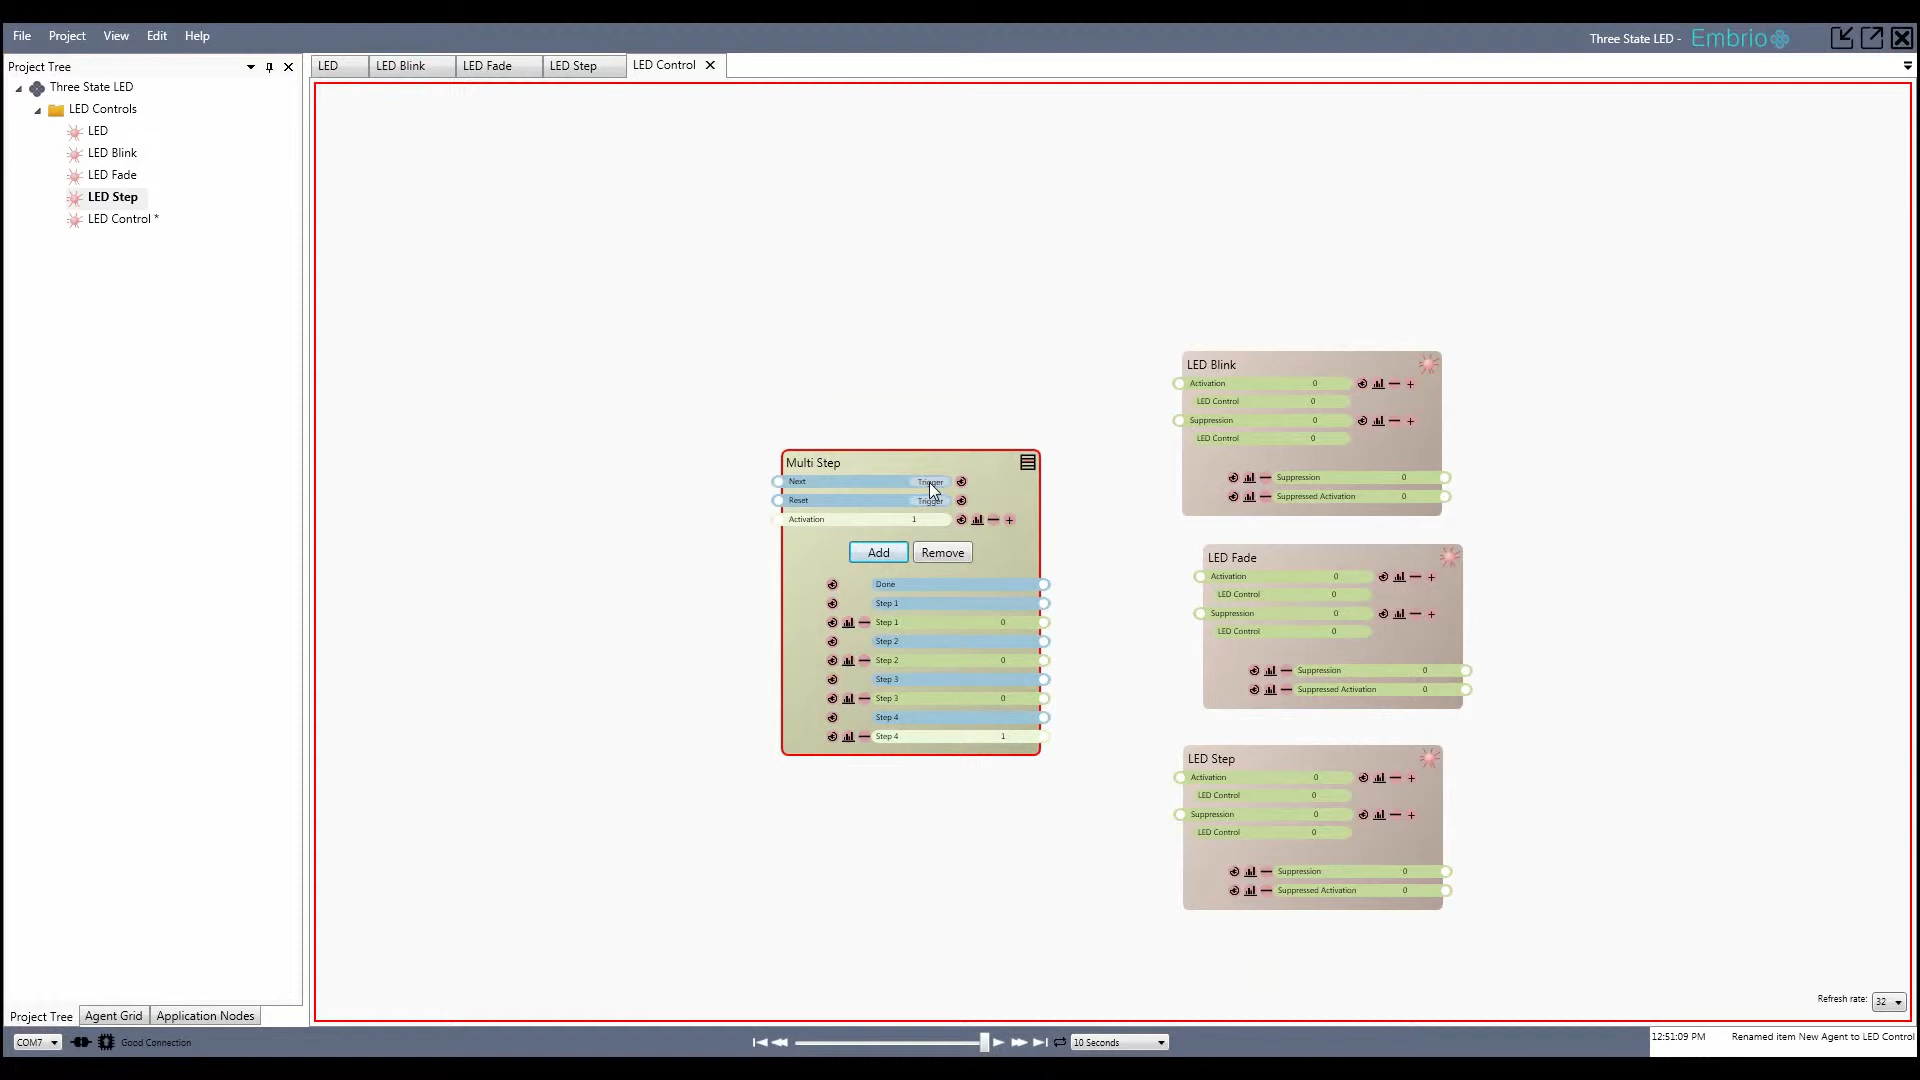 File Project View Edit Help
Three State LED - Embrio
Project Tree
Three State LED
LED Controls
LED
LED Blink
LED Fade
LED Step
LED Control *
LED LED Blink LED Fade LED Step LED Control
Multi Step
Next Trigger
Reset Trigger
Activation 1
Add Remove
Done
Step 1
Step 1 0
Step 2
Step 2 0
Step 3
Step 3 0
Step 4
Step 4 1
LED Blink
Activation 0
LED Control 0
Suppression 0
LED Control 0
Suppression 0
Suppressed Activation 0
LED Fade
Activation 0
LED Control 0
Suppression 0
LED Control 0
Suppression 0
Suppressed Activation 0
LED Step
Activation 0
LED Control 0
Suppression 0
LED Control 0
Suppression 0
Suppressed Activation 0
Refresh rate: 32
Project Tree Agent Grid Application Nodes
COM7 Good Connection
10 Seconds
12:51:09 PM Renamed item New Agent to LED Control